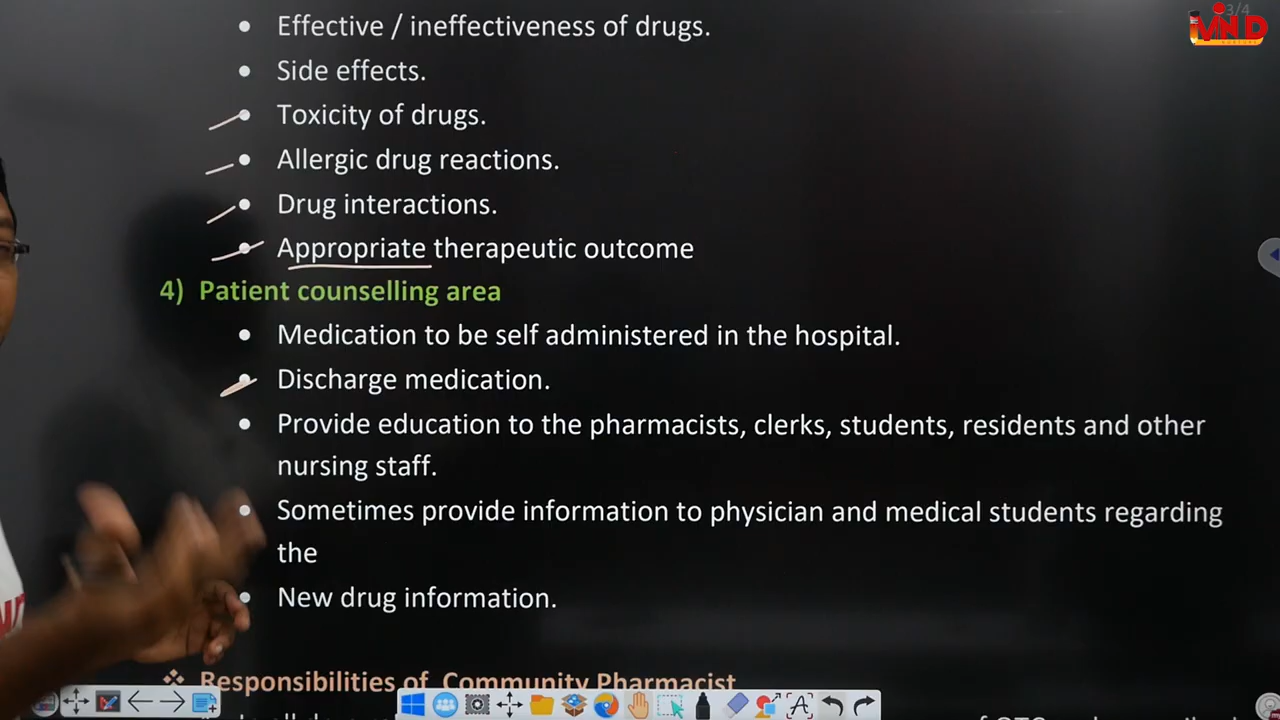 3/4
MIND
• Effective / ineffectiveness of drugs.
• Side effects.
• Toxicity of drugs.
• Allergic drug reactions.
• Drug interactions.
• Appropriate therapeutic outcome
4) Patient counselling area
• Medication to be self administered in the hospital.
• Discharge medication.
• Provide education to the pharmacists, clerks, students, residents and other
nursing staff.
• Sometimes provide information to physician and medical students regarding
the
• New drug information.
❖ Responsibilities of Community Pharmacist